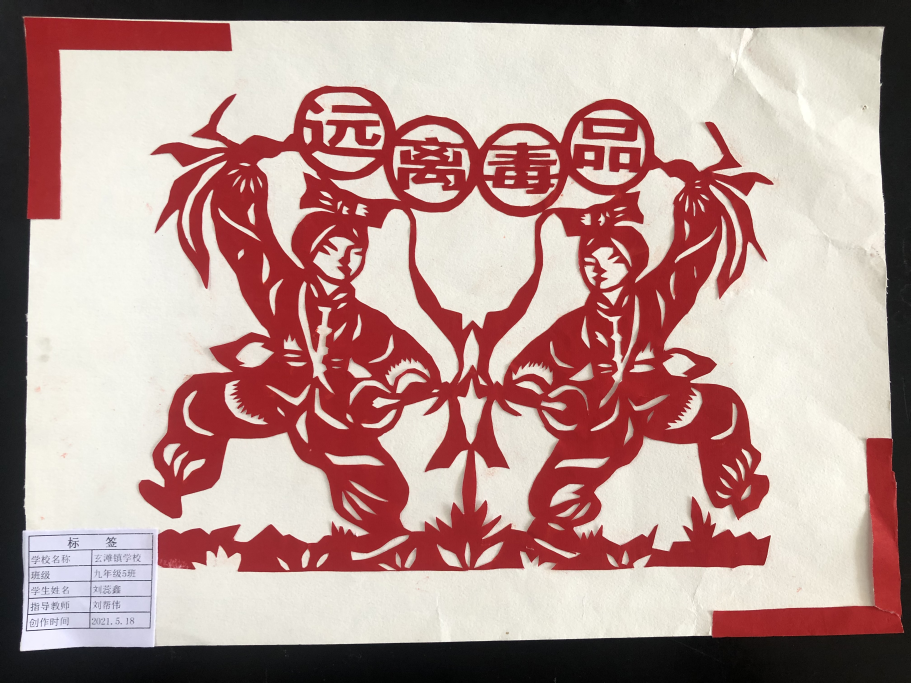 远离毒品
标 签
学校名称 玄滩镇学校
班级 九年级5班
学生姓名 刘蕊鑫
指导教师 刘帮伟
创作时间 2021.5.18